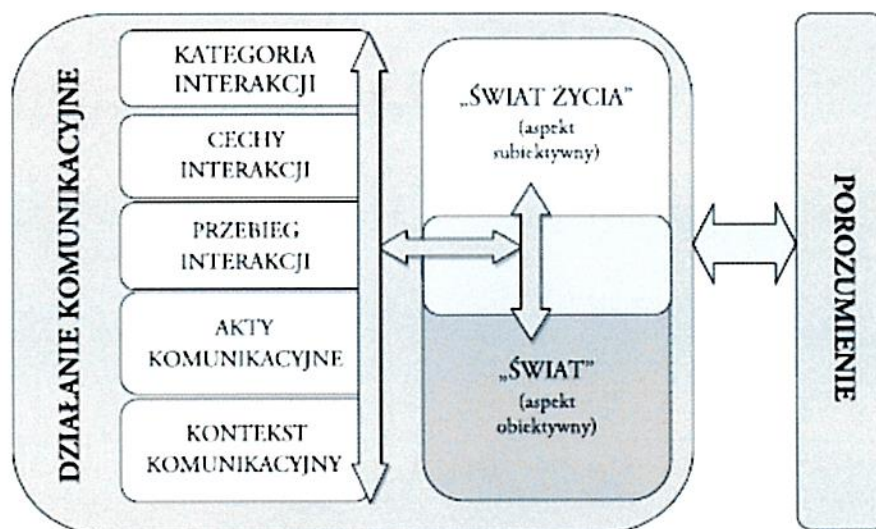 DZIAŁANIE KOMUNIKACYJNE
KATEGORIA
INTERAKCJI
CECHY
INTERAKCJI
PRZEBIEG
INTERAKCJI
AKTY
KOMUNIKACYJNE
KONTEKST
KOMUNIKACYJNY
„ŚWIAT ŻYCIA”
(aspekt
subiektywny)
„ŚWIAT”
(aspekt
obiektywny)
POROZUMIENIE